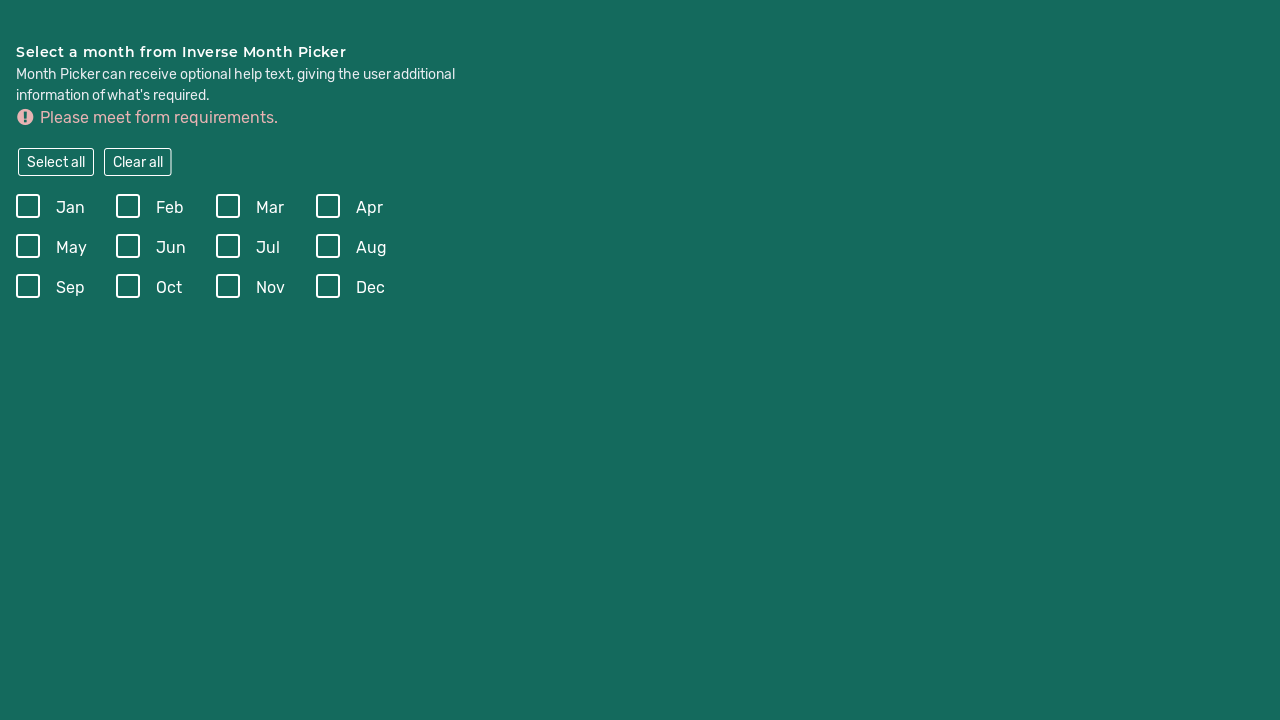 Select a month from Inverse Month Picker
Month Picker can receive optional help text, giving the user additional
information of what's required.
Please meet form requirements.
Select all Clear all
Jan Feb Mar Apr
May Jun Jul Aug
Sep Oct Nov Dec